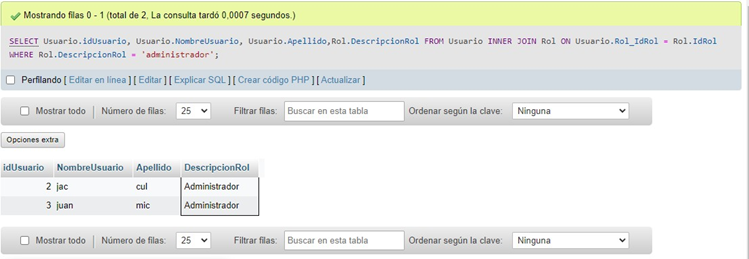 Mostrando filas 0 - 1 (total de 2, La consulta tardó 0,0007 segundos.)
SELECT Usuario.idUsuario, Usuario.NombreUsuario, Usuario.Apellido,Rol.DescripcionRol FROM Usuario INNER JOIN Rol ON Usuario.Rol_IdRol = Rol.IdRol
WHERE Rol.DescripcionRol = 'administrador';
Perfilando [ Editar en línea ] [ Editar ] [ Explicar SQL ] [ Crear código PHP ] [ Actualizar ]
Mostrar todo | Número de filas: 25 Filtrar filas: Buscar en esta tabla Ordenar según la clave: Ninguna
Opciones extra
idUsuario NombreUsuario Apellido DescripcionRol
2 jac cul Administrador
3 juan mic Administrador
Mostrar todo | Número de filas: 25 Filtrar filas: Buscar en esta tabla Ordenar según la clave: Ninguna